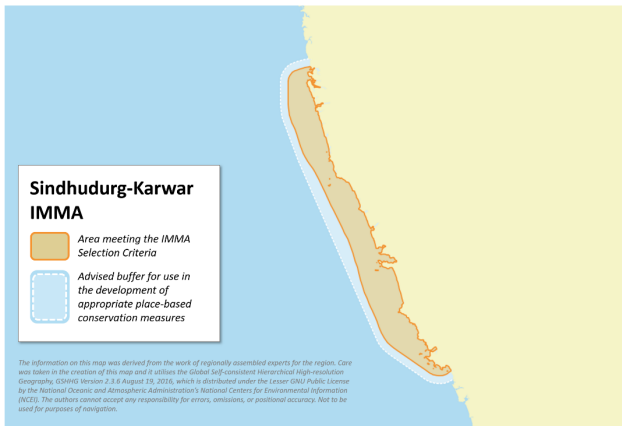 Sindhudurg-Karwar
IMMA
Area meeting the IMMA
Selection Criteria
Advised buffer for use in
the development of
appropriate place-based
conservation measures
The information on this map was derived from the work of regionally assembled experts for the region. Care
was taken in the creation of this map and it utilises the Global Self-consistent Hierarchical High-resolution
Geography, GSHHG Version 2.3.6 August 19, 2016, which is distributed under the Lesser GNU Public License
by the National Oceanic and Atmospheric Administration's National Centers for Environmental Information
(NCEI). The authors cannot accept any responsibility for errors, omissions, or positional accuracy. Not to be
used for purposes of navigation.